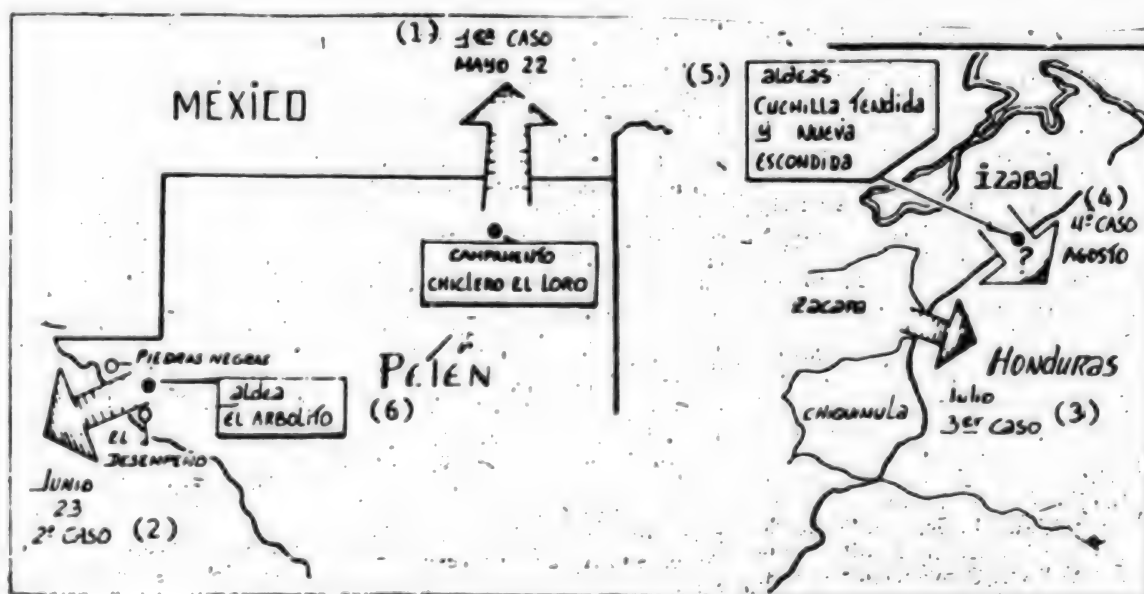 (1) 1er CASO
MAYO 22
MEXICO
CAMPAMENTO
CHICLERO EL LORO
PIEDRAS NEGRAS
aldea
EL ARBOLITO
EL
DESEMPEÑO
JUNIO
23
2º CASO (2)
PETÉN
(6)
(5) aldeas
CUCHILLA TENDIDA
y NUEVA
ESCONDIDA
IZABAL
(4)
4º CASO
AGOSTO
?
Zacapa
HONDURAS
CHIQUIMULA
Julio
3er CASO (3)